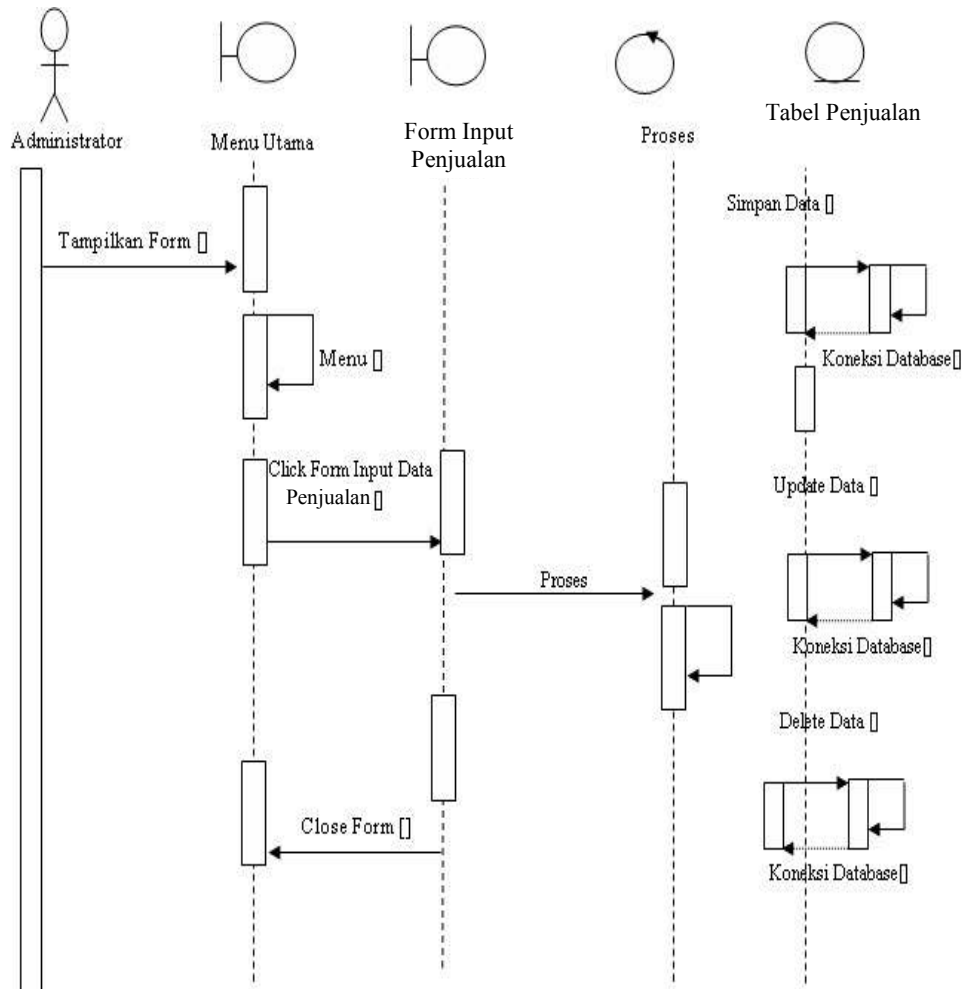 Administrator
Menu Utama
Form Input
Penjualan
Proses
Tabel Penjualan
Simpan Data []
Tampilkan Form []
Menu []
Koneksi Database[]
Click Form Input Data
Penjualan []
Update Data []
Proses
Koneksi Database[]
Delete Data []
Close Form []
Koneksi Database[]